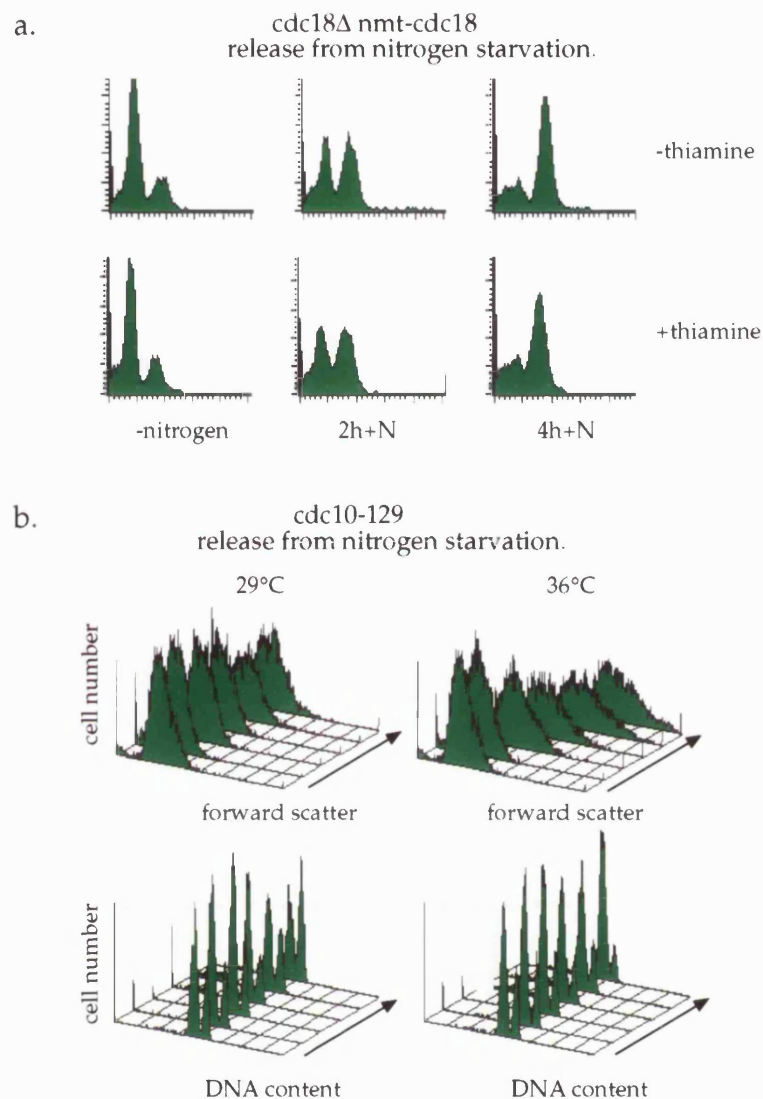 a.
cdc18Δ nmt-cdc18
release from nitrogen starvation.
-thiamine
+thiamine
-nitrogen
2h+N
4h+N
b.
cdc10-129
release from nitrogen starvation.
29°C
36°C
cell number
forward scatter
forward scatter
cell number
DNA content
DNA content